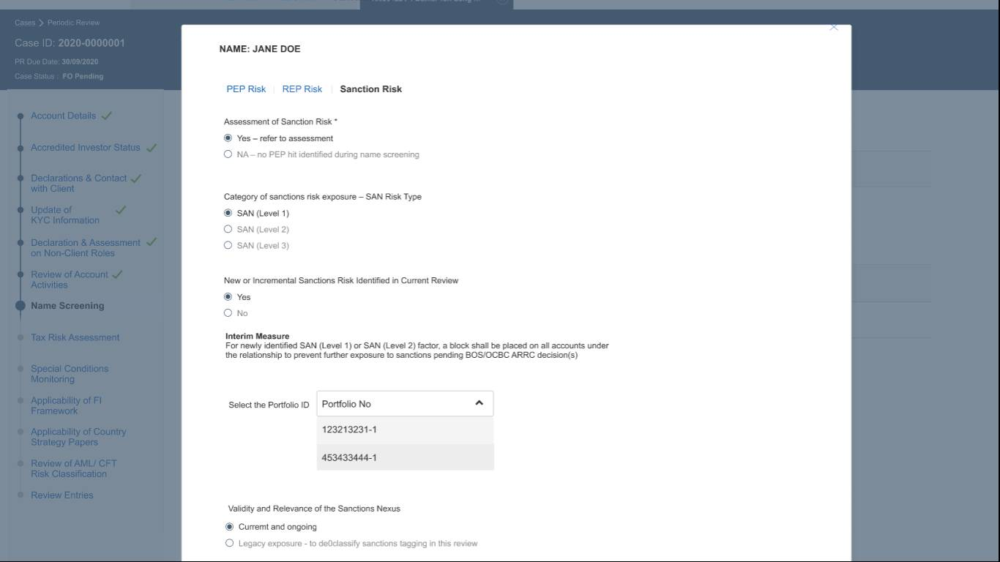 Cases > Periodic Review
Case ID: 2020-0000001
PR Due Date: 30/09/2020
Case Status : FO Pending
Account Details
Accredited Investor Status
Declarations & Contact
with Client
Update of
KYC Information
Declaration & Assessment
on Non-Client Roles
Review of Account
Activities
Name Screening
Tax Risk Assessment
Special Conditions
Monitoring
Applicability of FI
Framework
Applicability of Country
Strategy Papers
Review of AML/ CFT
Risk Classification
Review Entries
NAME: JANE DOE
PEP Risk | REP Risk | Sanction Risk
Assessment of Sanction Risk *
Yes – refer to assessment
NA – no PEP hit identified during name screening
Category of sanctions risk exposure – SAN Risk Type
SAN (Level 1)
SAN (Level 2)
SAN (Level 3)
New or Incremental Sanctions Risk Identified in Current Review
Yes
No
Interim Measure
For newly identified SAN (Level 1) or SAN (Level 2) factor, a block shall be placed on all accounts under
the relationship to prevent further exposure to sanctions pending BOS/OCBC ARRC decision(s)
Select the Portfolio ID
Portfolio No
123213231-1
453433444-1
Validity and Relevance of the Sanctions Nexus
Curremt and ongoing
Legacy exposure - to de0classify sanctions tagging in this review